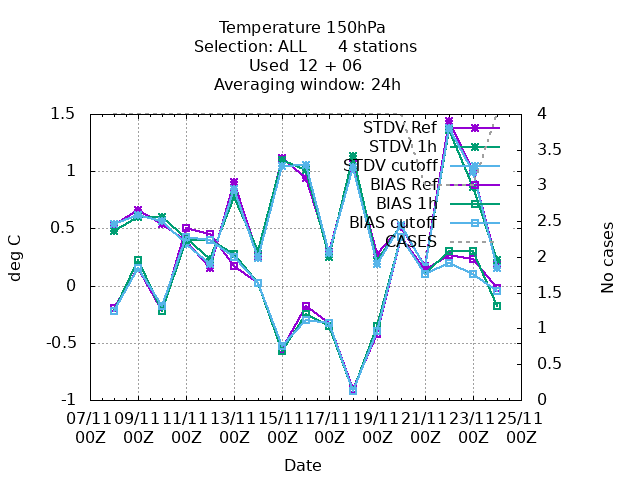 Temperature 150hPa
Selection: ALL      4 stations
Used  12 + 06
Averaging window: 24h
1.5
1
0.5
0
-0.5
-1
deg C
4
3.5
3
2.5
2
1.5
1
0.5
0
No cases
STDV Ref
STDV 1h
STDV cutoff
BIAS Ref
BIAS 1h
BIAS cutoff
CASES
07/11 09/11 11/11 13/11 15/11 17/11 19/11 21/11 23/11 25/11
00Z 00Z 00Z 00Z 00Z 00Z 00Z 00Z 00Z 00Z
Date